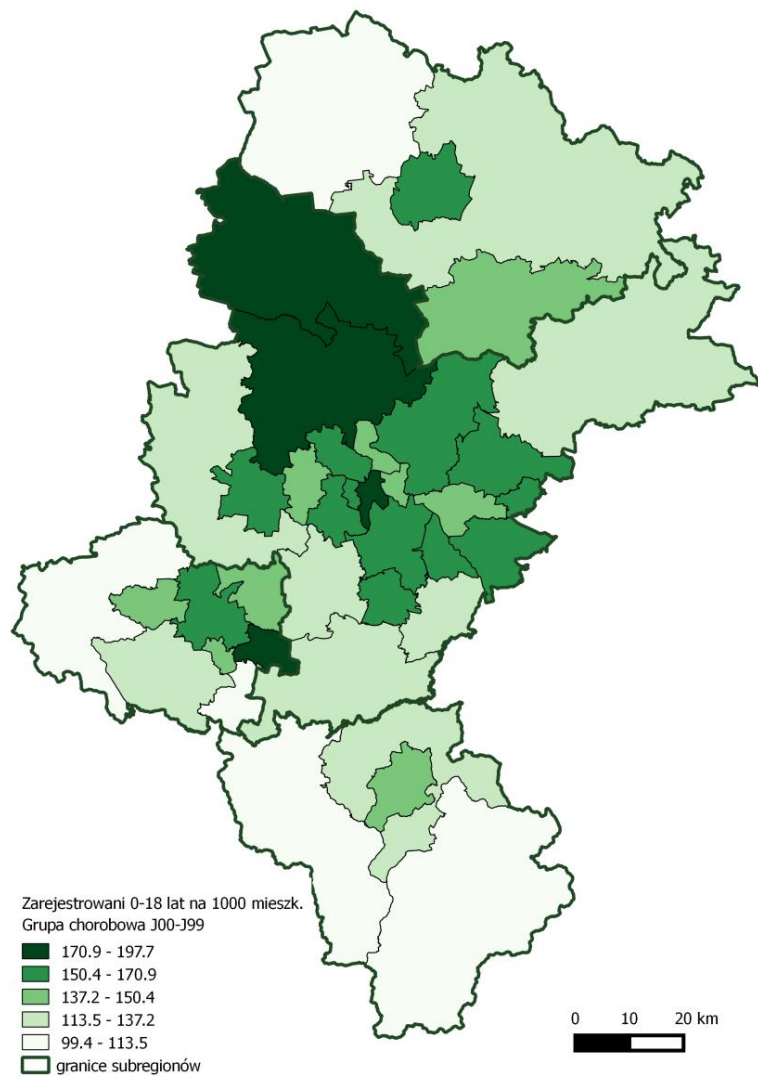 Zarejestrowani 0-18 lat na 1000 mieszk.
Grupa chorobowa J00-J99
170.9 - 197.7
150.4 - 170.9
137.2 - 150.4
113.5 - 137.2
99.4 - 113.5
granice subregionów
0 10 20 km